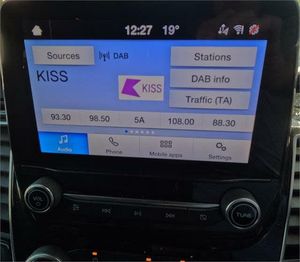 12:27 19°
Sources DAB Stations
KISS
KISS
DAB info
Traffic (TA)
93.30 98.50 5A 108.00 88.30
Audio Phone Mobile apps Settings
VOL TUNE